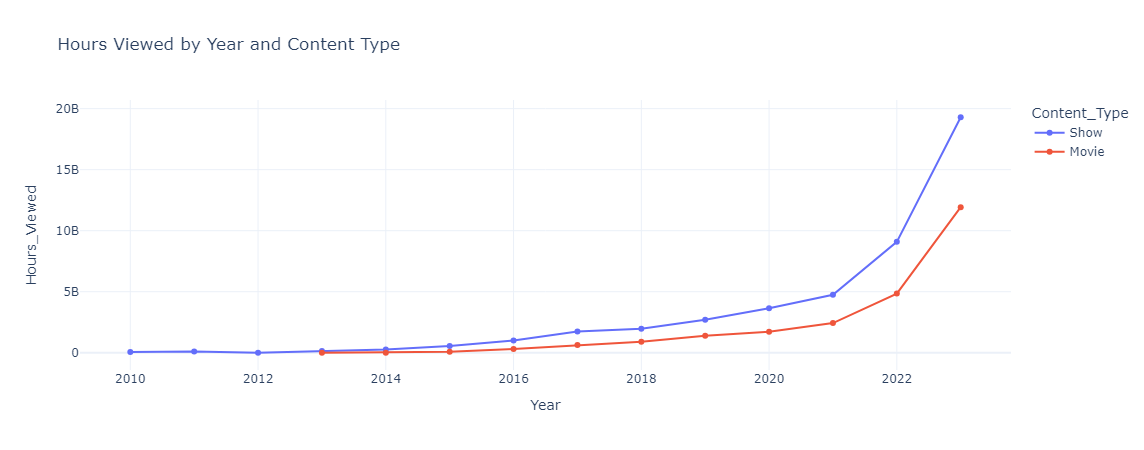 Hours Viewed by Year and Content Type
20B
15B
10B
5B
0
Hours_Viewed
2010
2012
2014
2016
2018
2020
2022
Year
Content_Type
Show
Movie